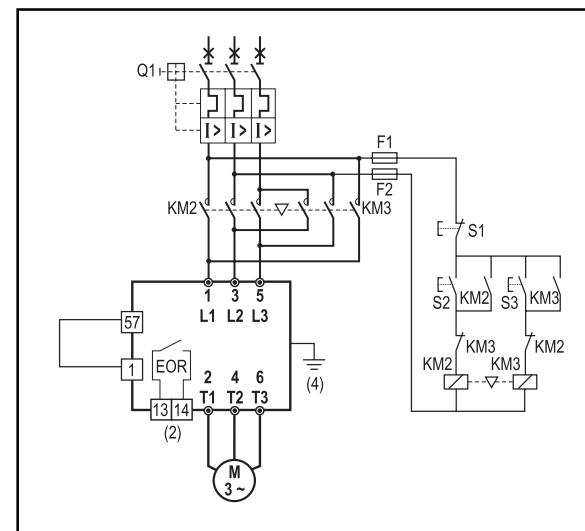 Q1
I> I> I>
F1
F2
KM2 KM3
S1
1 3 5
L1 L2 L3
S2 KM2 S3 KM3
57
1
EOR
(4)
KM3 KM2
KM2 KM3
2 4 6
T1 T2 T3
13 14
(2)
M
3 ~